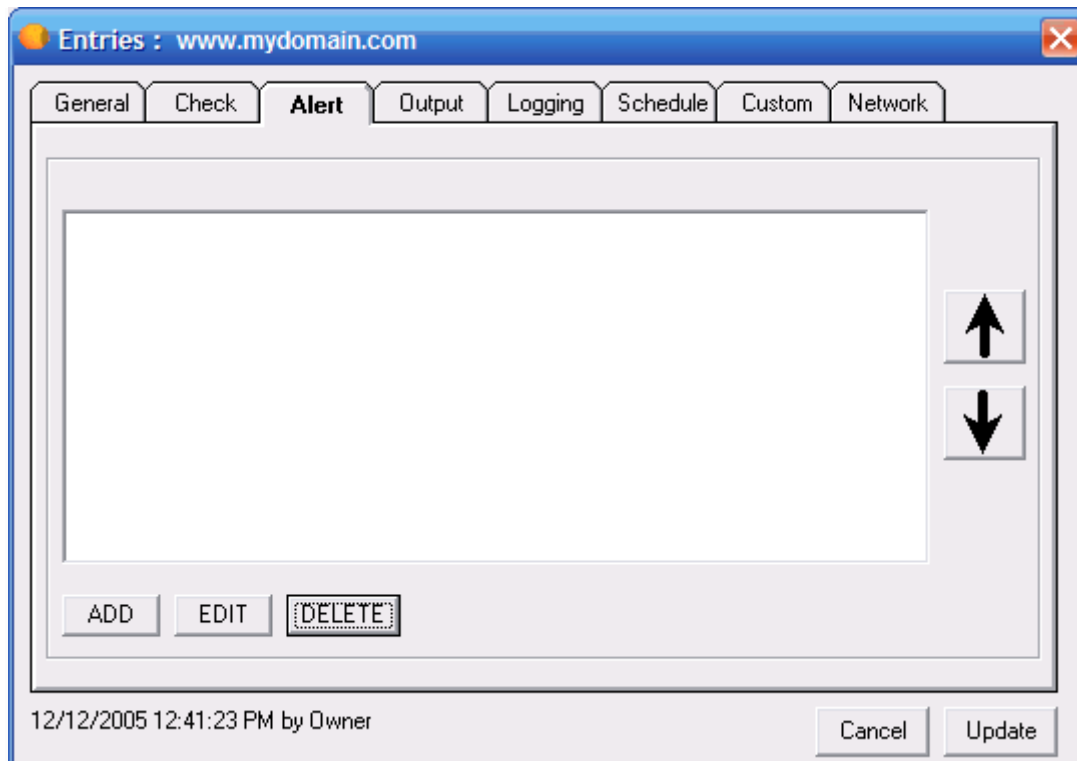 Entries : www.mydomain.com
General Check Alert Output Logging Schedule Custom Network
ADD EDIT DELETE
12/12/2005 12:41:23 PM by Owner
Cancel Update